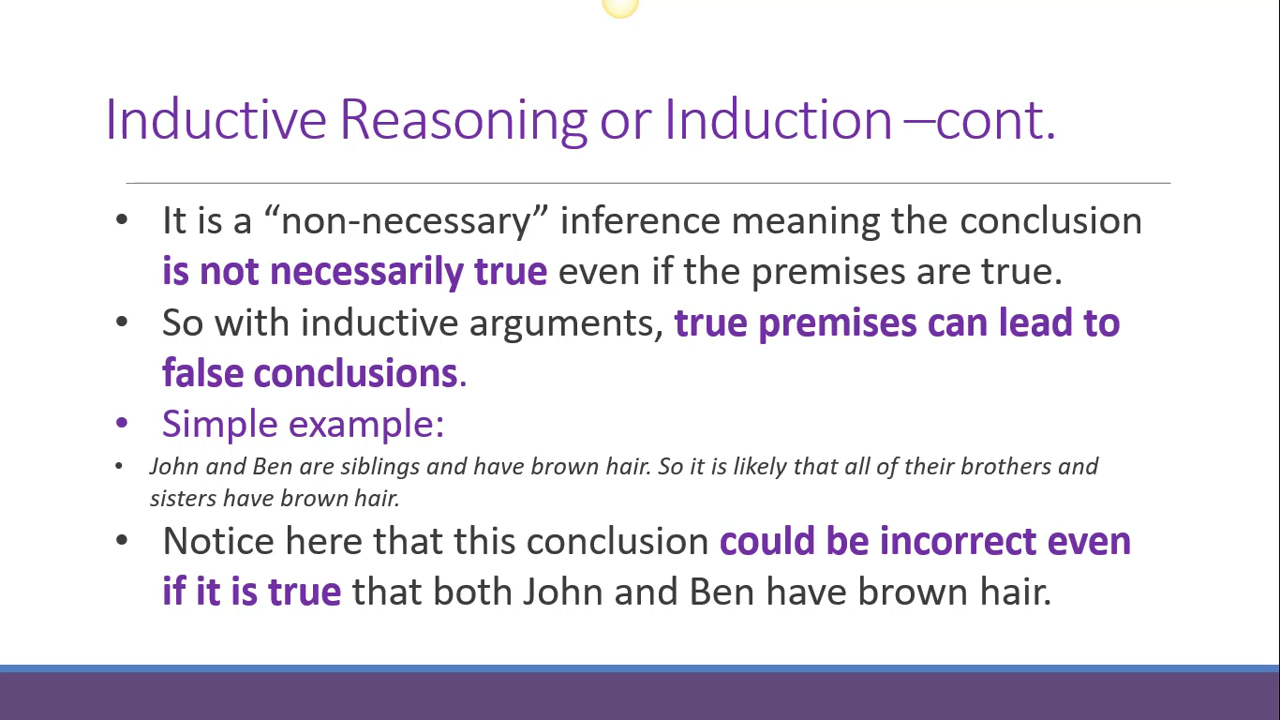 Inductive Reasoning or Induction –cont.
• It is a “non-necessary” inference meaning the conclusion
is not necessarily true even if the premises are true.
• So with inductive arguments, true premises can lead to
false conclusions.
• Simple example:
• John and Ben are siblings and have brown hair. So it is likely that all of their brothers and
sisters have brown hair.
• Notice here that this conclusion could be incorrect even
if it is true that both John and Ben have brown hair.